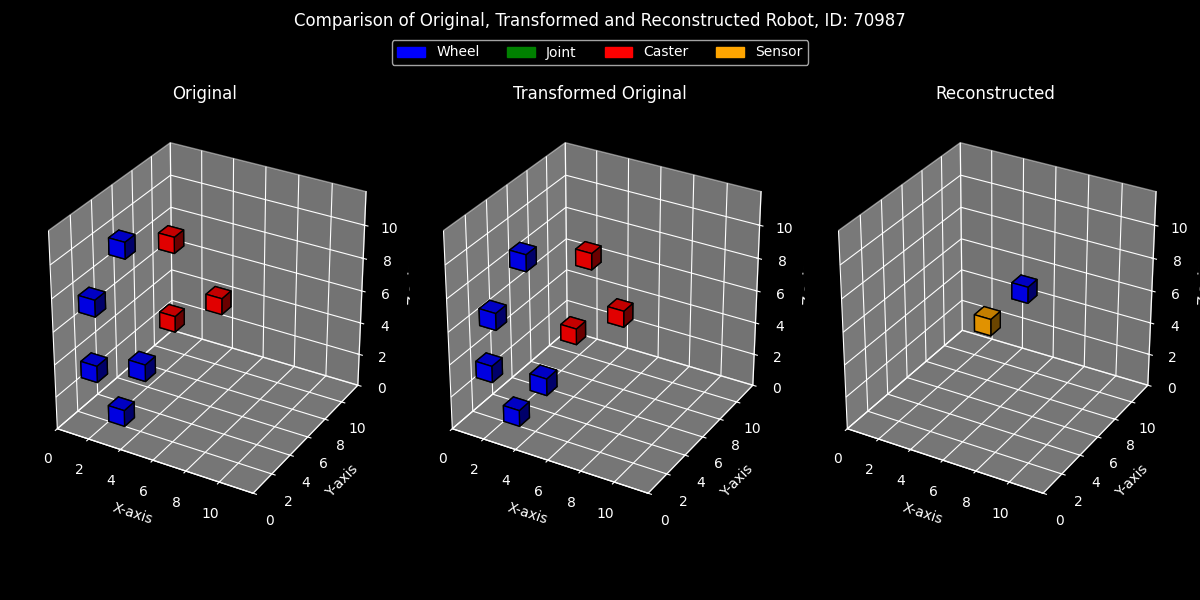 Comparison of Original, Transformed and Reconstructed Robot, ID: 70987
Wheel Joint Caster Sensor
Original Transformed Original Reconstructed
10
8
6
4
2
0
0 2 4 6 8 10
X-axis
0 2 4 6 8 10
Y-axis
10
8
6
4
2
0
0 2 4 6 8 10
X-axis
0 2 4 6 8 10
Y-axis
10
8
6
4
2
0
0 2 4 6 8 10
X-axis
0 2 4 6 8 10
Y-axis